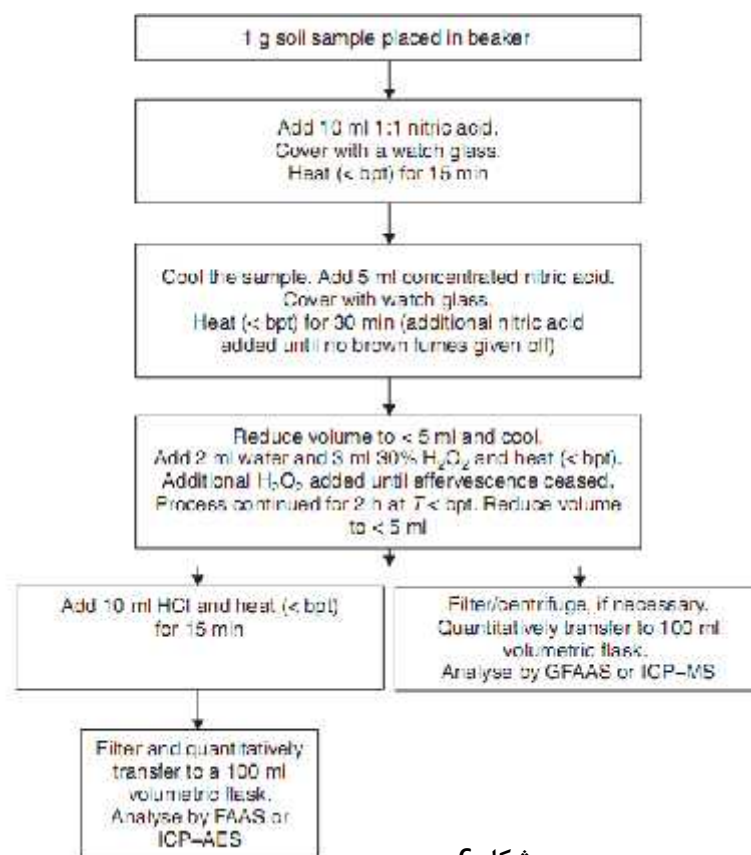 1 g soil sample placed in beaker
Add 10 ml 1:1 nitric acid.
Cover with a watch glass.
Heat (< bpt) for 15 min
Cool the sample. Add 5 ml concentrated nitric acid.
Cover with watch glass.
Heat (< bpt) for 30 min (additional nitric acid
added until no brown fumes given off)
Reduce volume to < 5 ml and cool.
Add 2 ml water and 3 ml 30% H₂O₂ and heat (< bpt).
Additional H₂O₂ added until effervescence ceased.
Process continued for 2 h at T < bpt. Reduce volume
to < 5 ml
Add 10 ml HCl and heat (< bpt)
for 15 min
Filter and quantitatively
transfer to a 100 ml
volumetric flask.
Analyse by FAAS or
ICP–AES
Filter/centrifuge, if necessary.
Quantitatively transfer to 100 ml
volumetric flask.
Analyse by GFAAS or ICP–MS